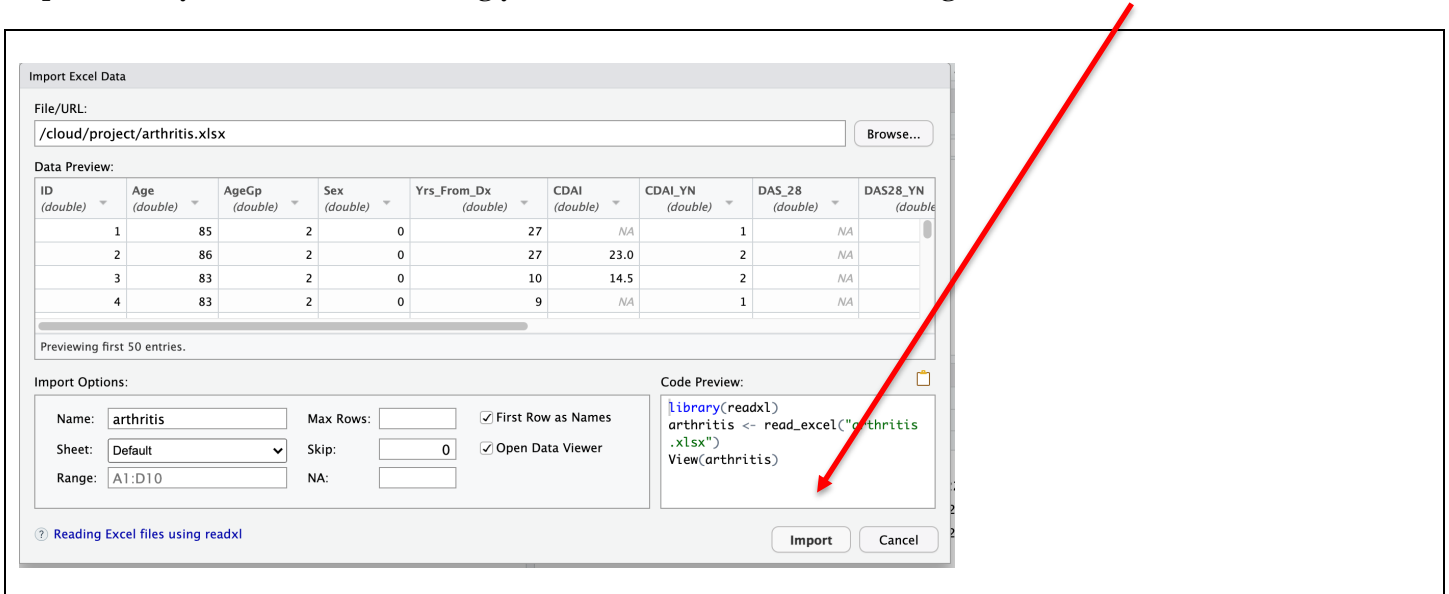 Import Excel Data
File/URL:
/cloud/project/arthritis.xlsx Browse...
Data Preview:
ID Age AgeGp Sex Yrs_From_Dx CDAI CDAI_YN DAS_28 DAS28_YN
(double) (double) (double) (double) (double) (double) (double) (double) (double
1 85 2 0 27 NA 1 NA
2 86 2 0 27 23.0 2 NA
3 83 2 0 10 14.5 2 NA
4 83 2 0 9 NA 1 NA
Previewing first 50 entries.
Import Options: Code Preview:
Name: arthritis Max Rows: First Row as Names
Sheet: Default Skip: 0 Open Data Viewer
Range: A1:D10 NA:
library(readxl)
arthritis <- read_excel("arthritis
.xlsx")
View(arthritis)
? Reading Excel files using readxl Import Cancel